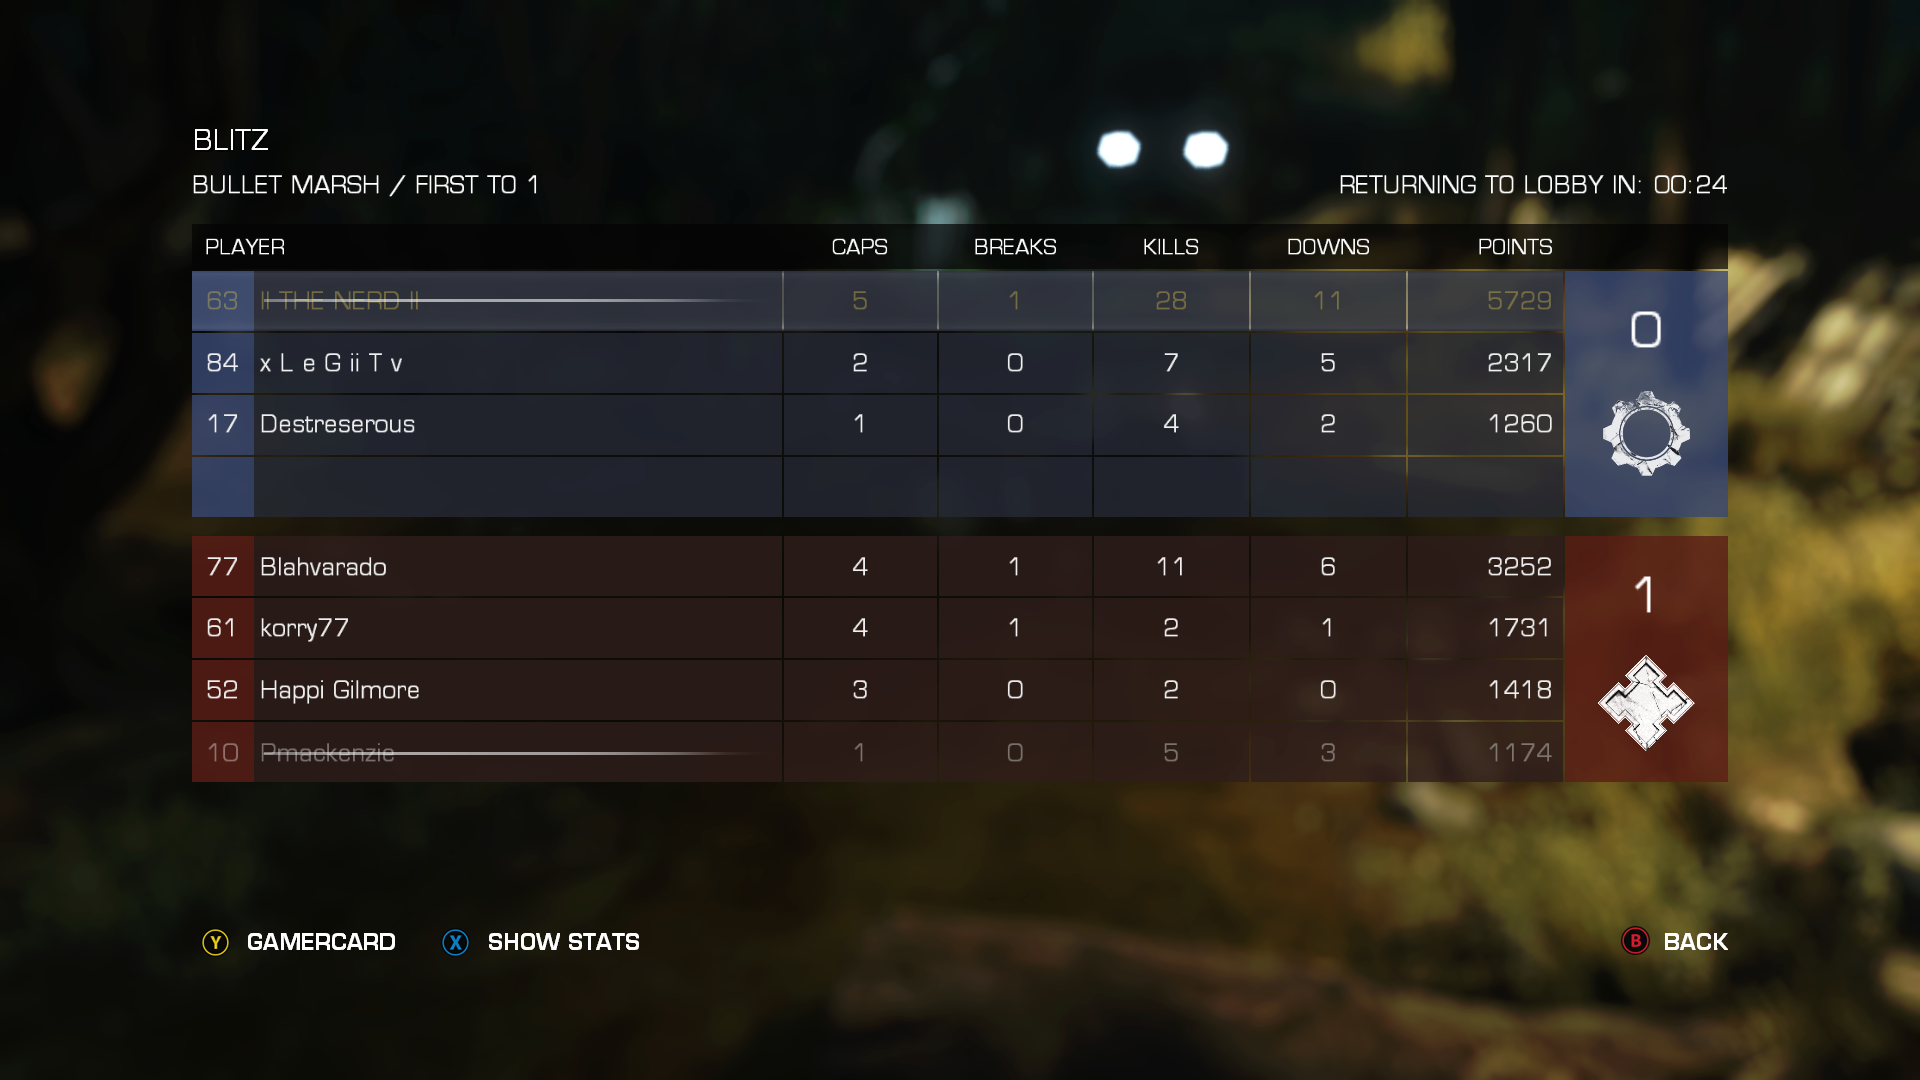 BLITZ
BULLET MARSH / FIRST TO 1
RETURNING TO LOBBY IN: 00:24
PLAYER CAPS BREAKS KILLS DOWNS POINTS
63 II THE NERD II 5 1 28 11 5729
84 x L e G ii T v 2 0 7 5 2317
17 Destreserous 1 0 4 2 1260
0
77 Blahvarado 4 1 11 6 3252
61 korry77 4 1 2 1 1731
52 Happi Gilmore 3 0 2 0 1418
10 Pmackenzie 1 0 5 3 1174
1
Y GAMERCARD X SHOW STATS B BACK